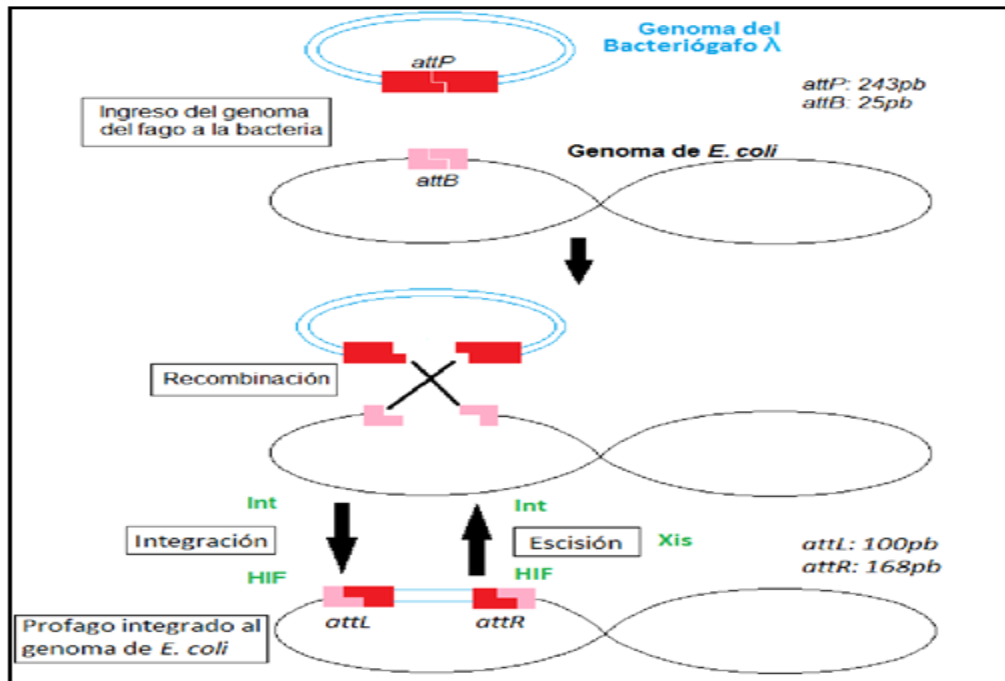 Genoma del
Bacteriógafo λ
attP
attP: 243pb
attB: 25pb
Ingreso del genoma
del fago a la bacteria
Genoma de E. coli
attB
Recombinación
Int
Int
Integración
Escisión
Xis
attL: 100pb
attR: 168pb
HIF
HIF
attL
attR
Profago integrado al
genoma de E. coli